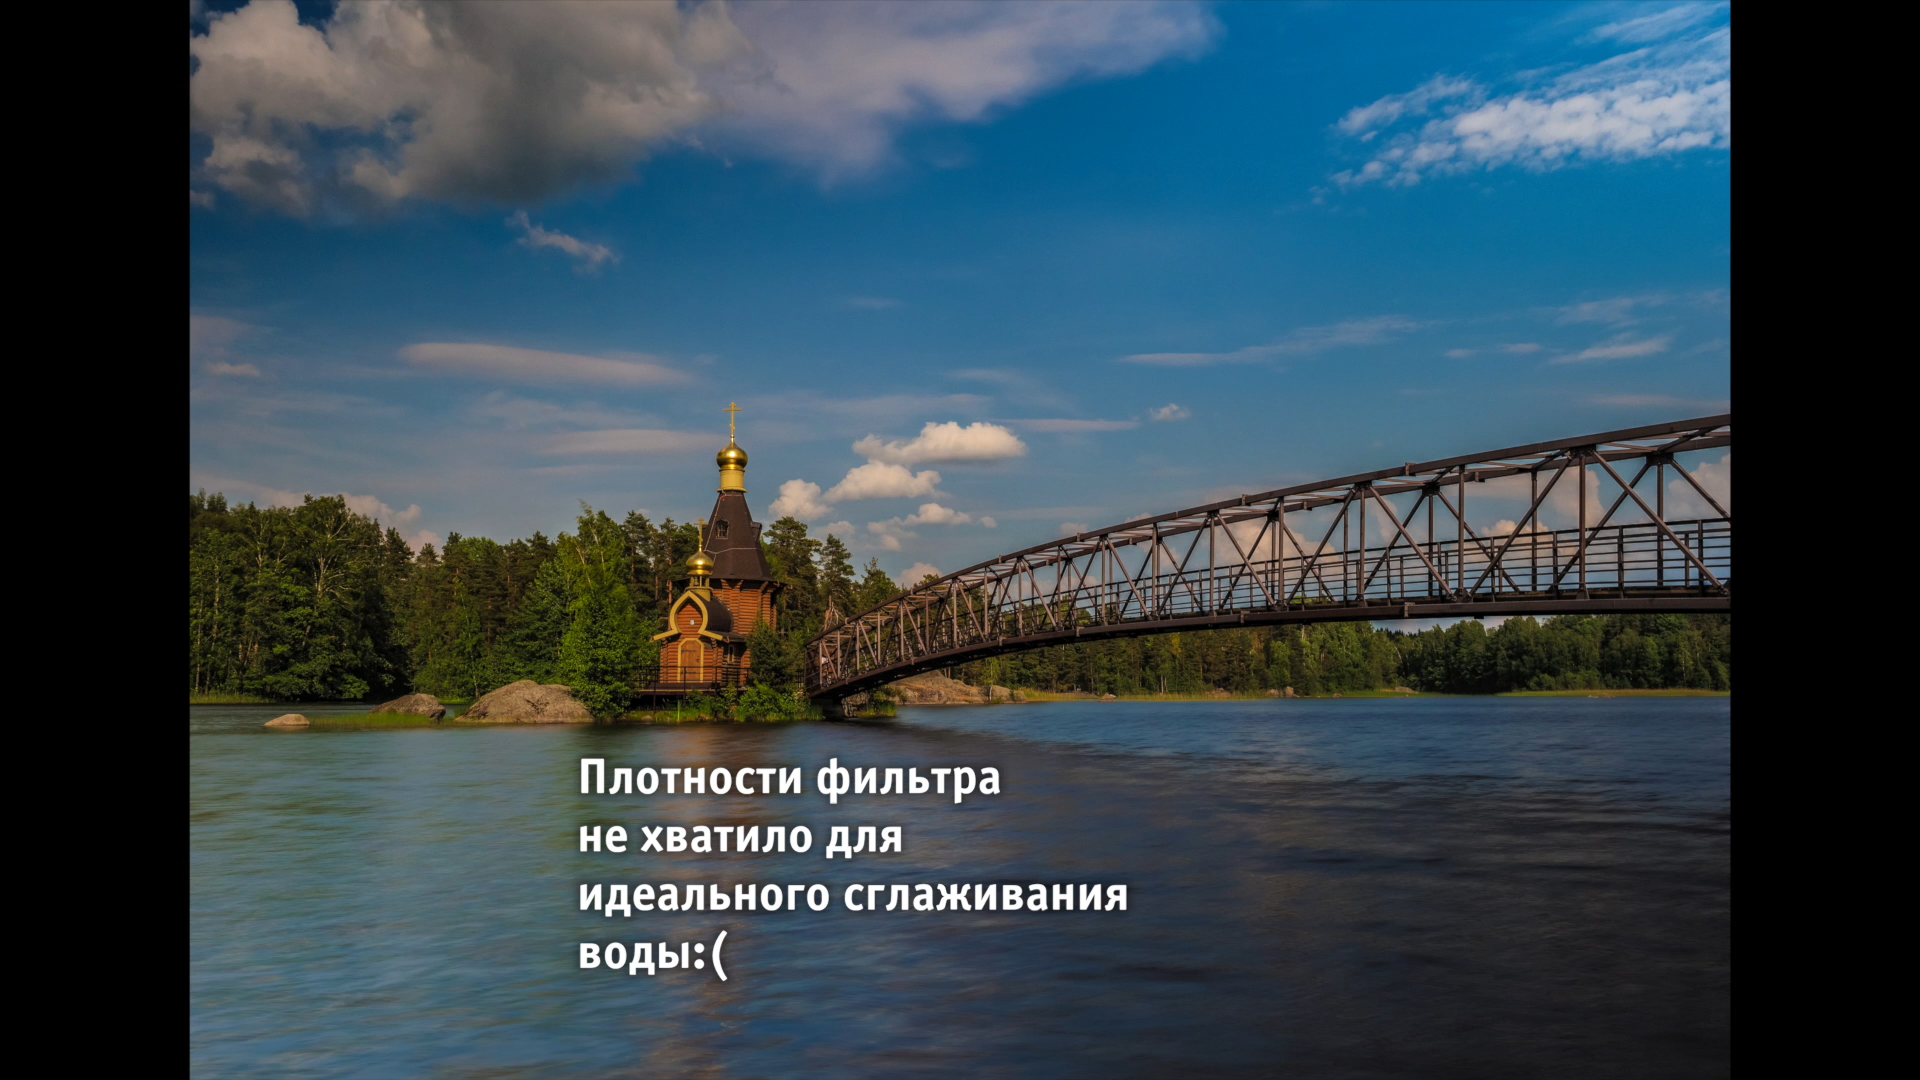 Плотности фильтра
не хватило для
идеального сглаживания
воды:(